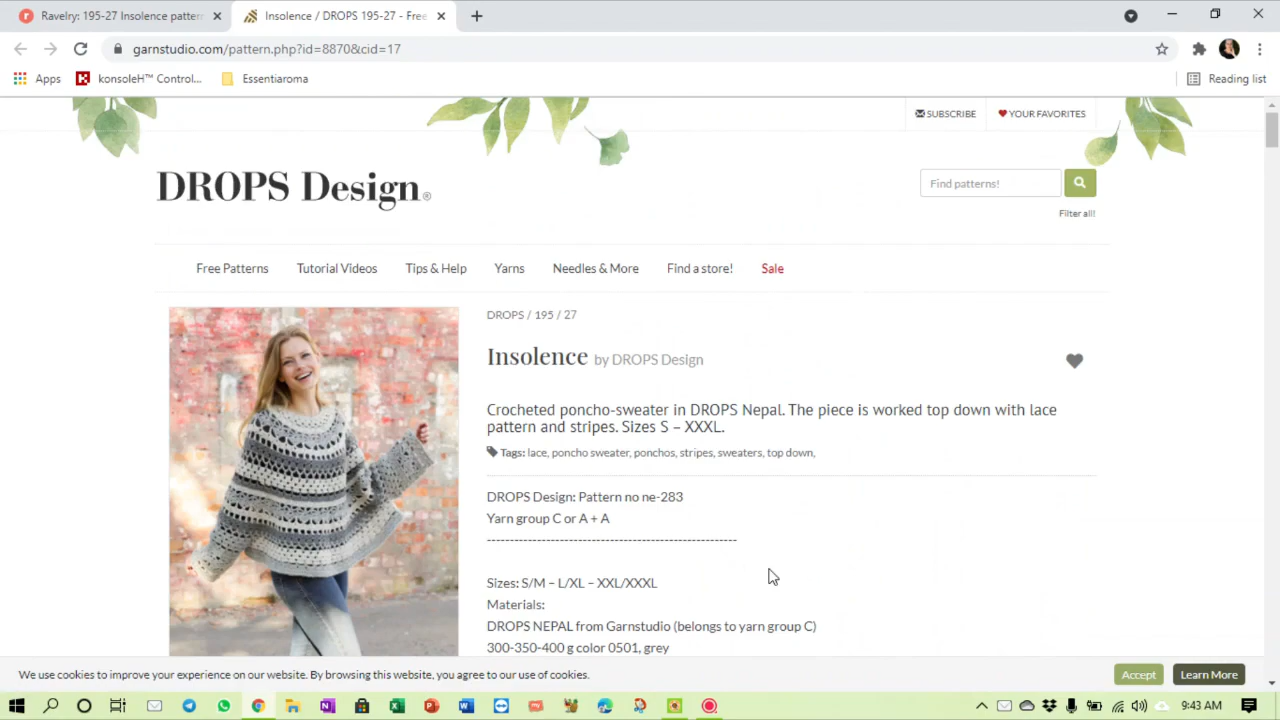 Ravelry: 195-27 Insolence pattern
Insolence / DROPS 195-27 - Free
garnstudio.com/pattern.php?id=8870&cid=17
Apps
konsoleH™ Control...
Essentiaroma
Reading list
SUBSCRIBE
YOUR FAVORITES
DROPS Design®
Find patterns!
Filter all!
Free Patterns
Tutorial Videos
Tips & Help
Yarns
Needles & More
Find a store!
Sale
DROPS / 195 / 27
Insolence by DROPS Design
Crocheted poncho-sweater in DROPS Nepal. The piece is worked top down with lace
pattern and stripes. Sizes S – XXXL.
Tags: lace, poncho sweater, ponchos, stripes, sweaters, top down,
DROPS Design: Pattern no ne-283
Yarn group C or A + A
-------------------------------------------------------
Sizes: S/M – L/XL – XXL/XXXL
Materials:
DROPS NEPAL from Garnstudio (belongs to yarn group C)
300-350-400 g color 0501, grey
We use cookies to improve your experience on our website. By browsing this website, you agree to our use of cookies.
Accept
Learn More
9:43 AM